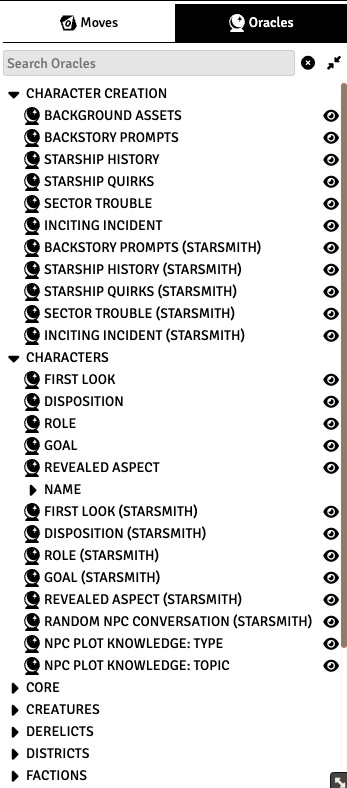 Moves
Oracles
Search Oracles
CHARACTER CREATION
BACKGROUND ASSETS
BACKSTORY PROMPTS
STARSHIP HISTORY
STARSHIP QUIRKS
SECTOR TROUBLE
INCITING INCIDENT
BACKSTORY PROMPTS (STARSMITH)
STARSHIP HISTORY (STARSMITH)
STARSHIP QUIRKS (STARSMITH)
SECTOR TROUBLE (STARSMITH)
INCITING INCIDENT (STARSMITH)
CHARACTERS
FIRST LOOK
DISPOSITION
ROLE
GOAL
REVEALED ASPECT
NAME
FIRST LOOK (STARSMITH)
DISPOSITION (STARSMITH)
ROLE (STARSMITH)
GOAL (STARSMITH)
REVEALED ASPECT (STARSMITH)
RANDOM NPC CONVERSATION (STARSMITH)
NPC PLOT KNOWLEDGE: TYPE
NPC PLOT KNOWLEDGE: TOPIC
CORE
CREATURES
DERELICTS
DISTRICTS
FACTIONS